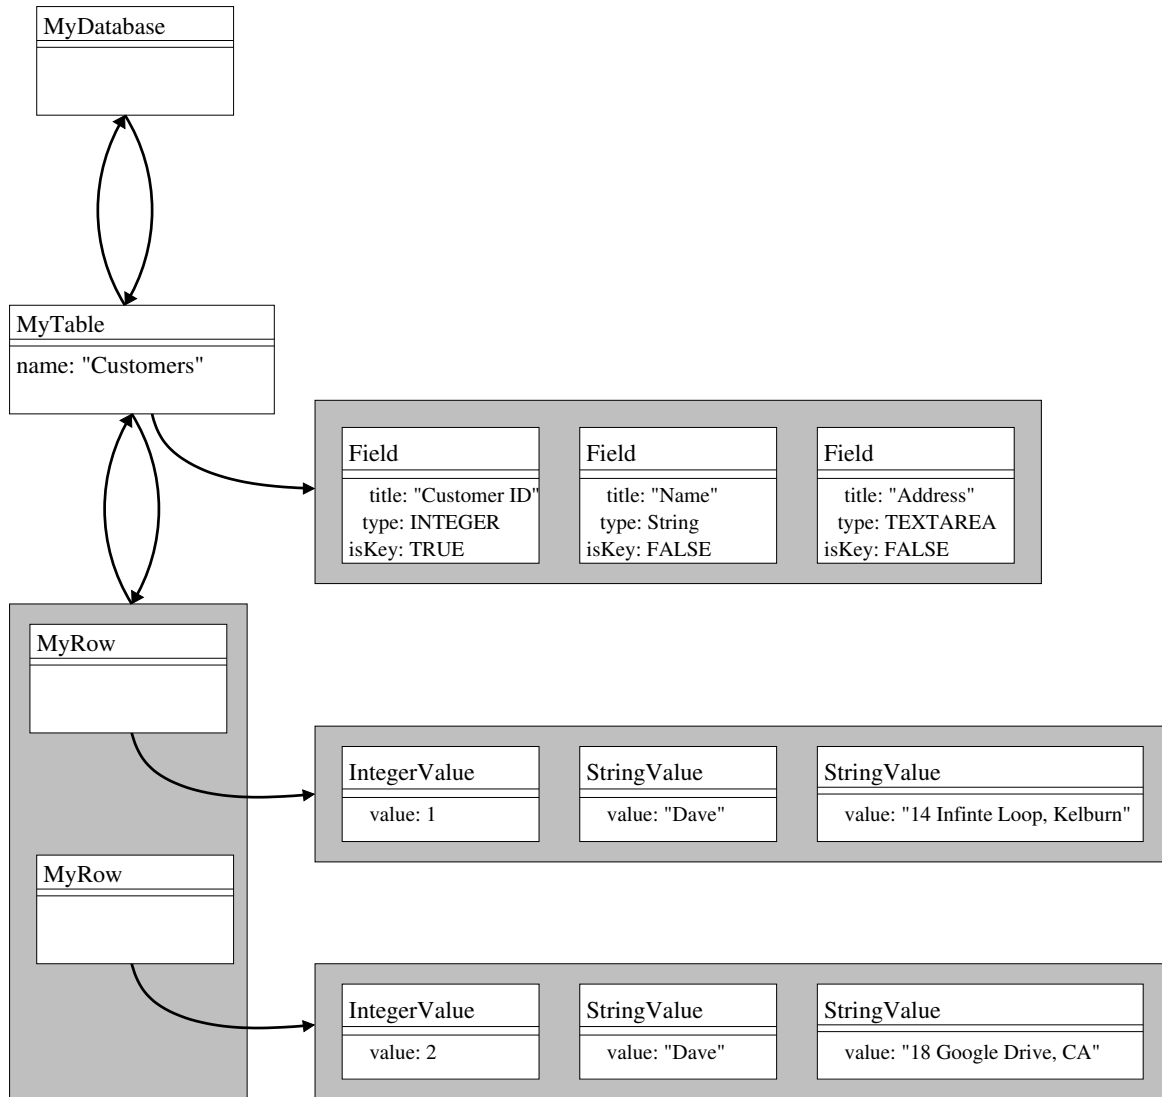 MyDatabase
MyTable
name: "Customers"
Field
title: "Customer ID"
type: INTEGER
isKey: TRUE
Field
title: "Name"
type: String
isKey: FALSE
Field
title: "Address"
type: TEXTAREA
isKey: FALSE
MyRow
IntegerValue
value: 1
StringValue
value: "Dave"
StringValue
value: "14 Infinte Loop, Kelburn"
MyRow
IntegerValue
value: 2
StringValue
value: "Dave"
StringValue
value: "18 Google Drive, CA"